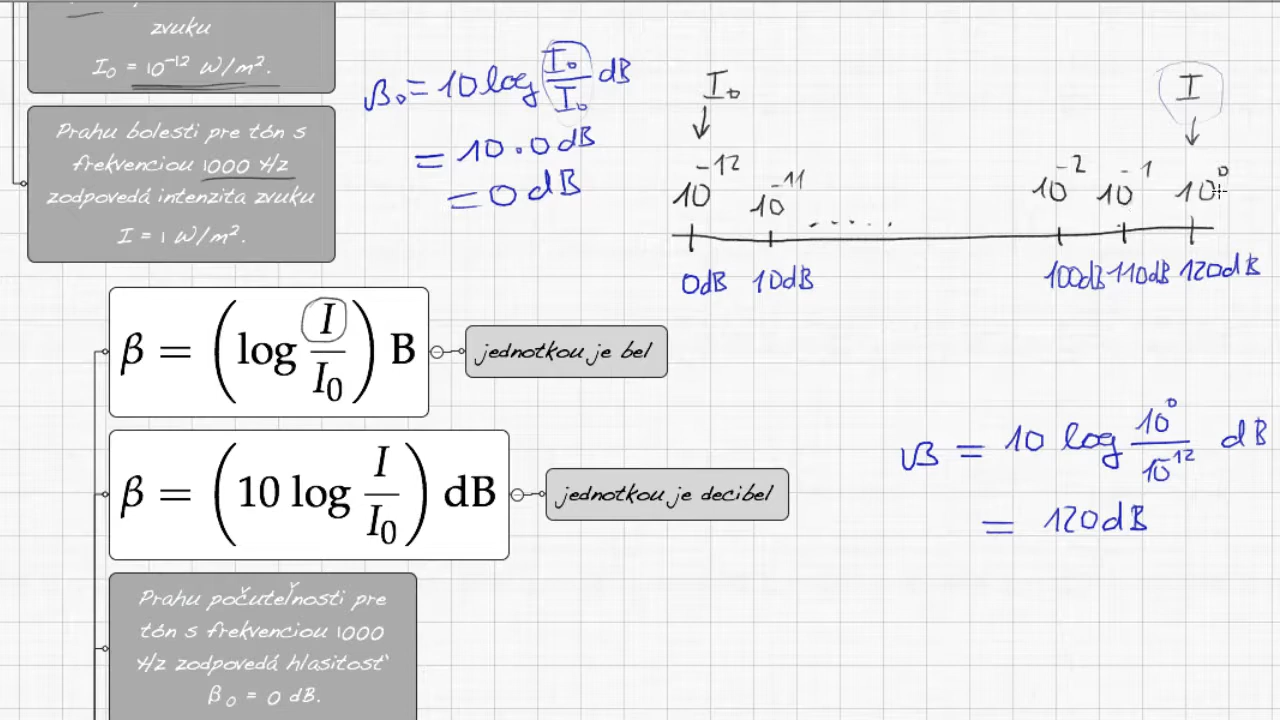 zvuku
I₀ = 10⁻¹² W/m².
Prahu bolesti pre tón s
frekvenciou 1000 Hz
zodpovedá intenzita zvuku
I = 1 W/m².
β₀ = 10 log I₀/I₀ dB
= 10.0 dB
= 0 dB
I₀ I
10⁻¹² 10⁻¹¹ ..... 10⁻² 10⁻¹ 10⁰
0dB 10dB 100dB 110dB 120dB
β = (log I/I₀) B
jednotkou je bel
β = (10 log I/I₀) dB
jednotkou je decibel
β = 10 log 10⁰/10⁻¹² dB
= 120dB
Prahu počuteľnosti pre
tón s frekvenciou 1000
Hz zodpovedá hlasitosť
β₀ = 0 dB.